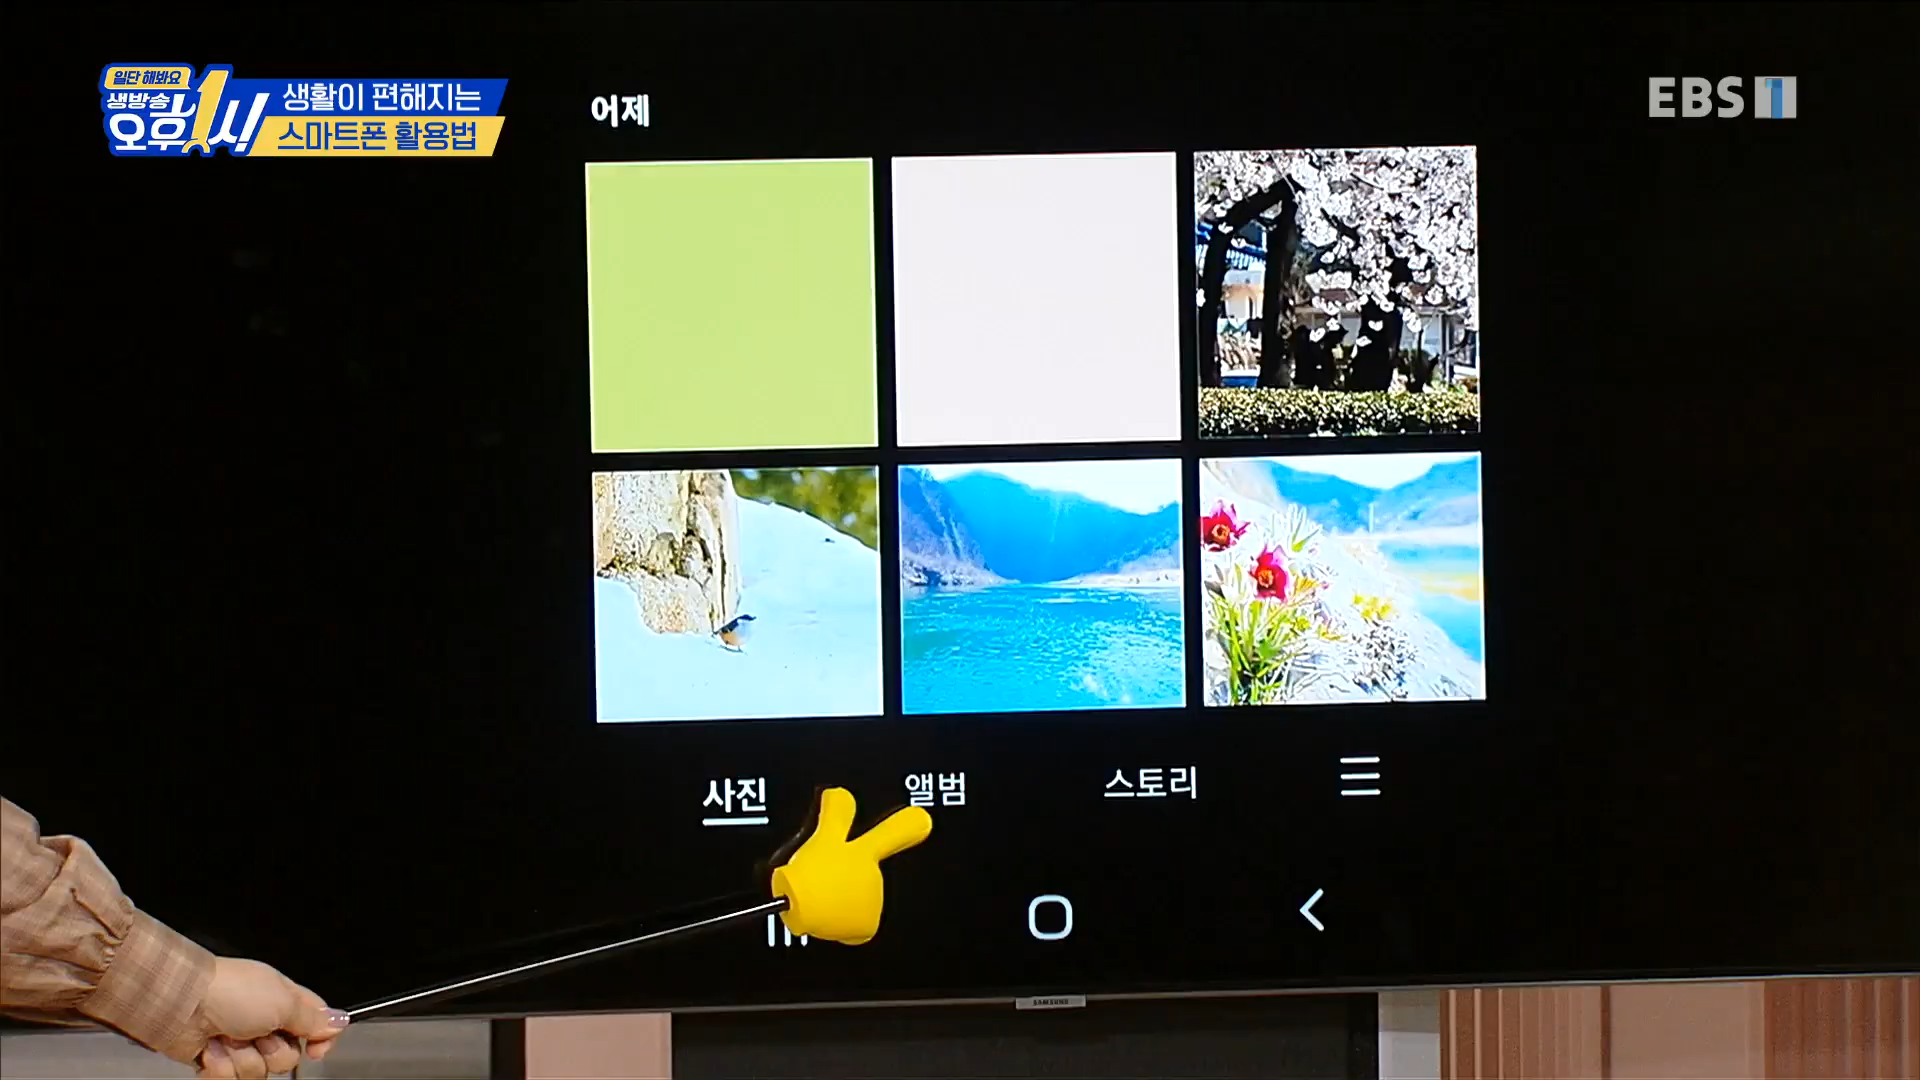 일단 해봐요
생방송
오후1시!
생활이 편해지는
스마트폰 활용법
어제
EBS 1
사진
앨범
스토리
SAMSUNG